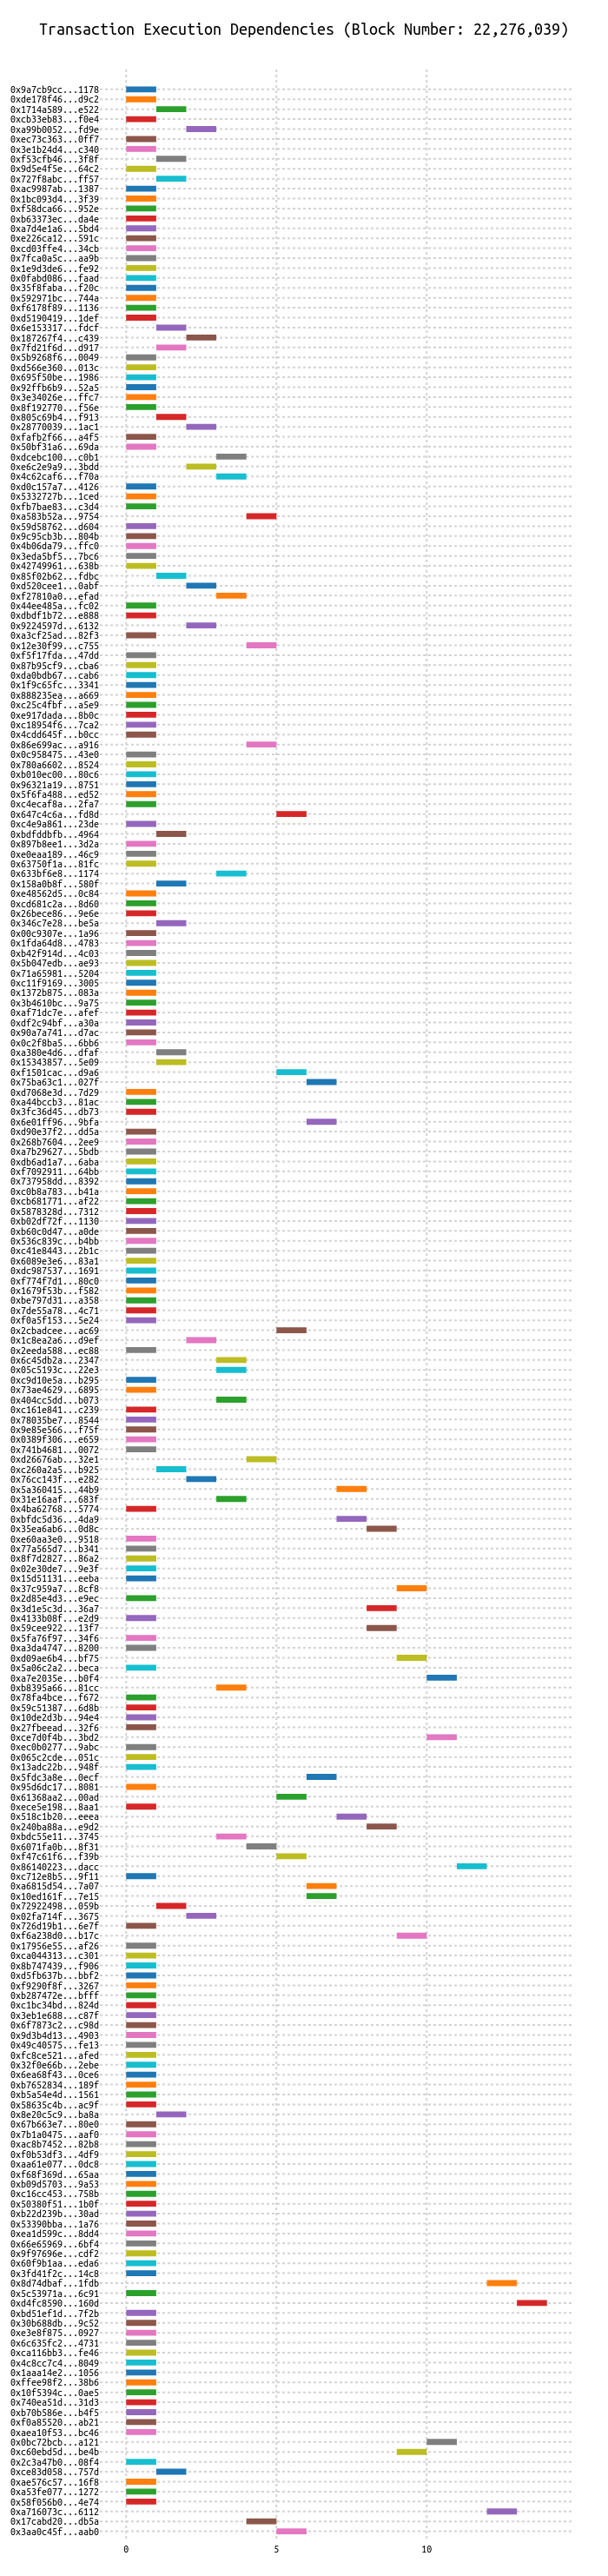 Transaction Execution Dependencies (Block Number: 22,276,039)
0x9a7cb9cc...1178
0xde178f46...d9c2
0x1714a589...e522
0xcb33eb83...f0e4
0xa99b0052...fd9e
0xec73c363...0ff7
0x3e1b24d4...c340
0xf53cfb46...3f8f
0x9d5e4f5e...64c2
0x727f8abc...ff57
0xac9987ab...1387
0x1bc093d4...3f39
0xf58dca66...952e
0xb63373ec...da4e
0xa7d4e1a6...5bd4
0xe226ca12...591c
0xcd03ffe4...34cb
0x7fca0a5c...aa9b
0x1e9d3de6...fe92
0x0fabd086...faad
0x35f8faba...f20c
0x592971bc...744a
0xf6178f89...1136
0xd5190419...1def
0x6e153317...fdcf
0x187267f4...c439
0x7fd21f6d...d917
0x5b9268f6...0049
0xd566e360...013c
0x695f50be...1986
0x92ffb6b9...52a5
0x3e34026e...ffc7
0x8f192770...f56e
0x805c69b4...f913
0x28770039...1ac1
0xfafb2f66...a4f5
0x50bf31a6...69da
0xdcebc100...c0b1
0xe6c2e9a9...3bdd
0x4c62caf6...f70a
0xd0c157a7...4126
0x5332727b...1ced
0xfb7bae83...c3d4
0xa583b52a...9754
0x59d58762...d604
0x9c95cb3b...804b
0x4b06da79...ffc0
0x3eda5bf5...7bc6
0x42749961...638b
0x85f02b62...fdbc
0xd520cee1...0abf
0xf27810a0...efad
0x44ee485a...fc02
0xdbdf1b72...e888
0x9224597d...6132
0xa3cf25ad...82f3
0x12e30f99...c755
0xf5f17fda...47dd
0x87b95cf9...cba6
0xda0bdb67...cab6
0x1f9c65fc...3341
0x888235ea...a669
0xc25c4fbf...a5e9
0xe917dada...8b0c
0xc18954f6...7ca2
0x4cdd645f...b0cc
0x86e699ac...a916
0x0c958475...43e0
0x780a6602...8524
0xb010ec00...80c6
0x96321a19...8751
0x5f6fa488...ed52
0xc4ecaf8a...2fa7
0x647c4c6a...fd8d
0xc4e9a861...23de
0xbdfddbfb...4964
0x897b8ee1...3d2a
0xe0eaa189...46c9
0x63750f1a...81fc
0x633bf6e8...1174
0x158a0b8f...580f
0xe48562d5...0c84
0xcd681c2a...8d60
0x26bece86...9e6e
0x346c7e28...be5a
0x00c9307e...1a96
0x1fda64d8...4783
0xb42f914d...4c03
0x5b047edb...ae93
0x71a65981...5204
0xc11f9169...3005
0x1372b875...083a
0x3b4610bc...9a75
0xaf71dc7e...afef
0xdf2c94bf...a30a
0x90a7a741...d7ac
0x0c2f8ba5...6bb6
0xa380e4d6...dfaf
0x15343857...5e09
0xf1501cac...d9a6
0x75ba63c1...027f
0xd7068e3d...7d29
0xa44bccb3...81ac
0x3fc36d45...db73
0x6e01ff96...9bfa
0xd90e37f2...dd5a
0x268b7604...2ee9
0xa7b29627...5bdb
0xdb6ad1a7...6aba
0xf7092911...64bb
0x737958dd...8392
0xc0b8a783...b41a
0xcb681771...af22
0x5878328d...7312
0xb02df72f...1130
0xb60c0d47...a0de
0x536c839c...b4bb
0xc41e8443...2b1c
0x6089e3e6...83a1
0xdc987537...1691
0xf774f7d1...80c0
0x1679f53b...f582
0xbe797d31...a358
0x7de55a78...4c71
0xf0a5f153...5e24
0x2cbadcee...ac69
0x1c8ea2a6...d9ef
0x2eeda588...ec88
0x6c45db2a...2347
0x05c5193c...22e3
0xc9d10e5a...b295
0x73ae4629...6895
0x404cc5dd...b073
0xc161e841...c239
0x78035be7...8544
0x9e85e566...f75f
0x0389f306...e659
0x741b4681...0072
0xd26676ab...32e1
0xc260a2a5...b925
0x76cc143f...e282
0x5a360415...44b9
0x31e16aaf...683f
0x4ba62768...5774
0xbfdc5d36...4da9
0x35ea6ab6...0d8c
0xe60aa3e0...9518
0x77a565d7...b341
0x8f7d2827...86a2
0x02e30de7...9e3f
0x15d51131...eeba
0x37c959a7...8cf8
0x2d85e4d3...e9ec
0x3d1e5c3d...36a7
0x4133b08f...e2d9
0x59cee922...13f7
0x5fa76f97...34f6
0xa3da4747...8200
0xd09ae6b4...bf75
0x5a06c2a2...beca
0xa7e2035e...b0f4
0xb8395a66...81cc
0x78fa4bce...f672
0x59c51387...6d8b
0x10de2d3b...94e4
0x27fbeead...32f6
0xce7d0f4b...3bd2
0xec0b0277...9abc
0x065c2cde...051c
0x13adc22b...948f
0x5fdc3a8e...0ecf
0x95d6dc17...8081
0x61368aa2...00ad
0xece5e198...8aa1
0x518c1b20...eeea
0x240ba88a...e9d2
0xbdc55e11...3745
0x6071fa0b...8f31
0xf47c61f6...f39b
0x86140223...dacc
0xc712e8b5...9f11
0xa6815d54...7a07
0x10ed161f...7e15
0x72922498...059b
0x02fa714f...3675
0x726d19b1...6e7f
0xf6a238d0...b17c
0x17956e55...af26
0xca044313...c301
0x8b747439...f906
0xd5fb637b...bbf2
0xf9290f8f...3267
0xb287472e...bfff
0xc1bc34bd...824d
0x3eb1e688...c87f
0x6f7873c2...c98d
0x9d3b4d13...4903
0x49c40575...fe13
0xfc8ce521...afed
0x32f0e66b...2ebe
0x6ea68f43...0ce6
0xb7652834...189f
0xb5a54e4d...1561
0x58635c4b...ac9f
0x8e20c5c9...ba8a
0x67b663e7...80e0
0x7b1a0475...aaf0
0xac8b7452...82b8
0xf0b53df3...4df9
0xaa61e077...0dc8
0xf68f369d...65aa
0xb09d5703...9a53
0xc16cc453...758b
0x50380f51...1b0f
0xb22d239b...30ad
0x53390bba...1a76
0xea1d599c...8dd4
0x66e65969...6bf4
0x9f97696e...cdf2
0x60f9b1aa...eda6
0x3fd41f2c...14c8
0x8d74dbaf...1fdb
0x5c53971a...6c91
0xd4fc8590...160d
0xbd51ef1d...7f2b
0x30b688db...9c52
0xe3e8f875...0927
0x6c635fc2...4731
0xca116bb3...fe46
0x4c8cc7c4...8049
0x1aaa14e2...1056
0xffee98f2...38b6
0x10f5394c...0ae5
0x740ea51d...31d3
0xb70b586e...b4f5
0xf0a85520...ab21
0xaea10f53...bc46
0x0bc72bcb...a121
0xc60ebd5d...be4b
0x2c3a47b0...08f4
0xce83d058...757d
0xae576c57...16f8
0xa53fe077...1272
0x58f056b0...4e74
0xa716073c...6112
0x17cabd20...db5a
0x3aa0c45f...aab0
0 5 10